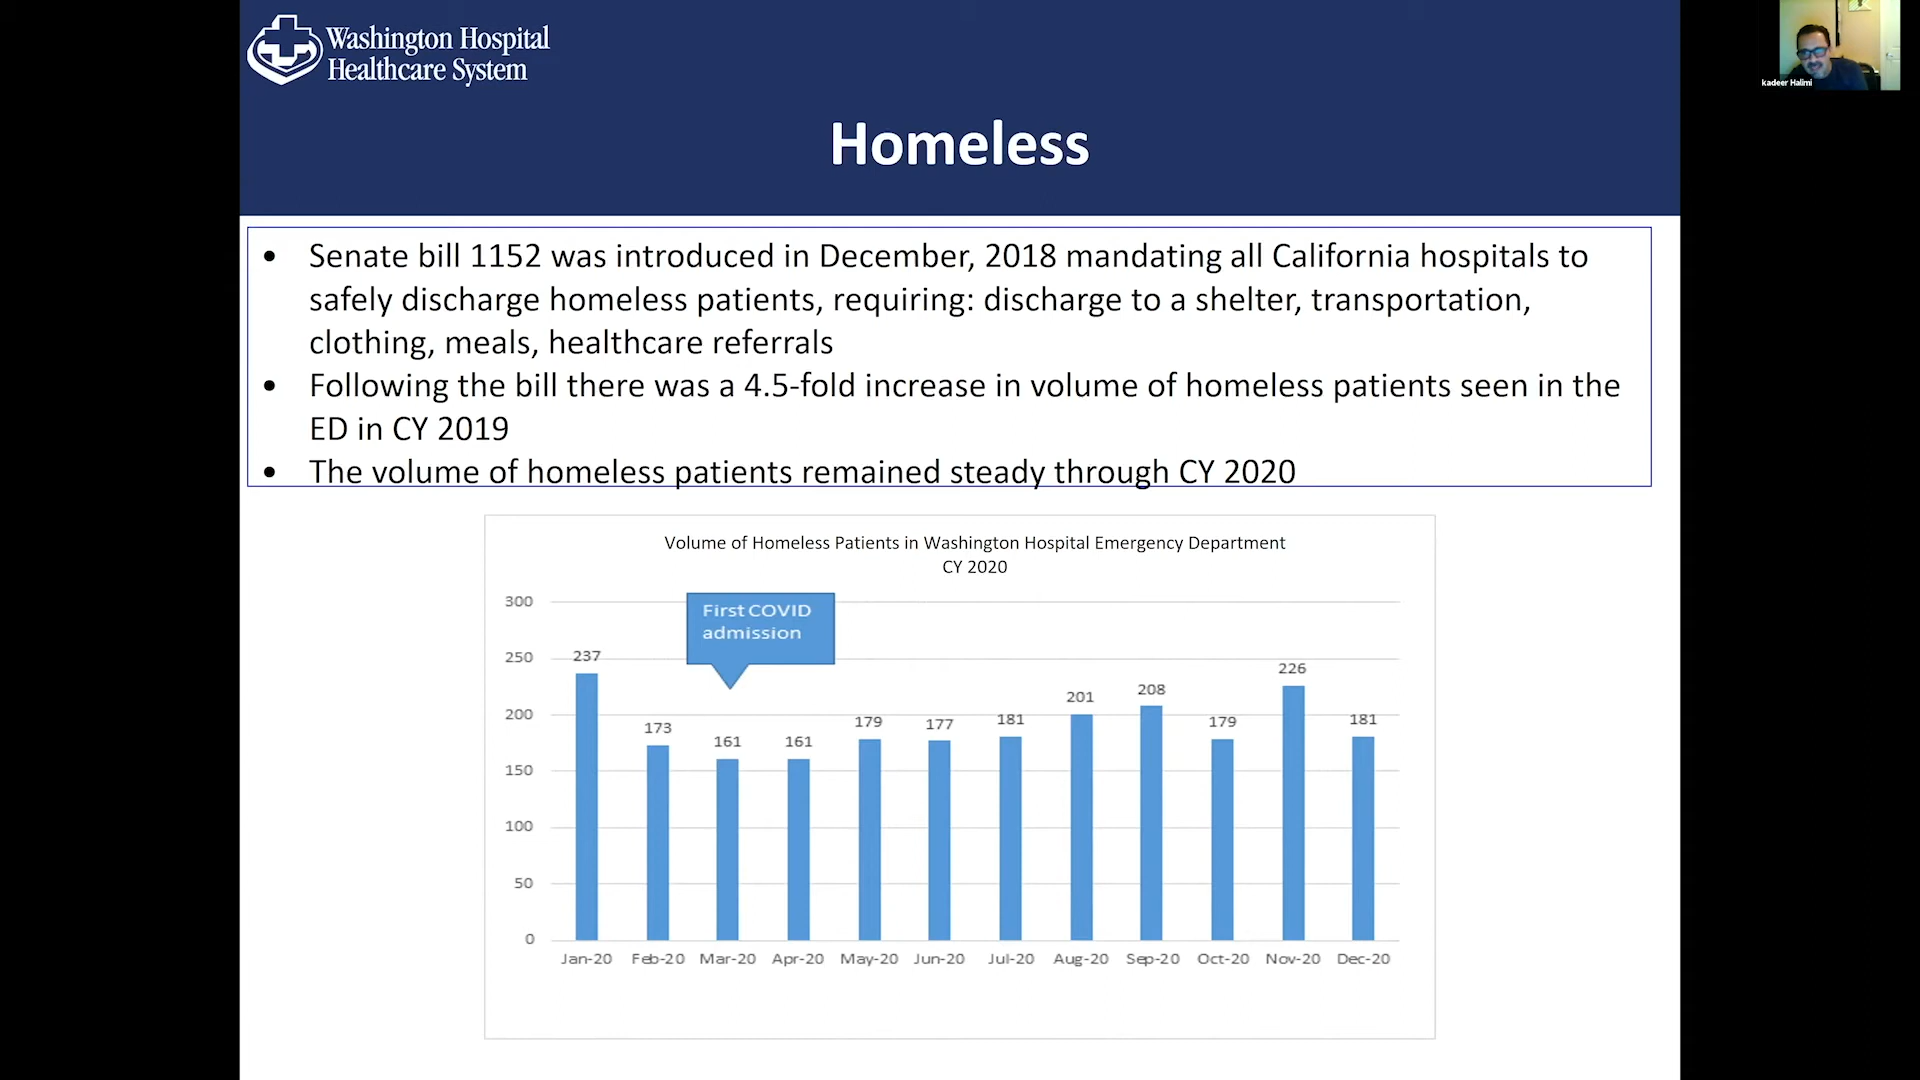 Washington Hospital
Healthcare System
kadeer Halimi
Homeless
• Senate bill 1152 was introduced in December, 2018 mandating all California hospitals to
safely discharge homeless patients, requiring: discharge to a shelter, transportation,
clothing, meals, healthcare referrals
• Following the bill there was a 4.5-fold increase in volume of homeless patients seen in the
ED in CY 2019
• The volume of homeless patients remained steady through CY 2020
Volume of Homeless Patients in Washington Hospital Emergency Department
CY 2020
First COVID
admission
300
250
200
150
100
50
0
237
173
161
161
179
177
181
201
208
179
226
181
Jan-20 Feb-20 Mar-20 Apr-20 May-20 Jun-20 Jul-20 Aug-20 Sep-20 Oct-20 Nov-20 Dec-20